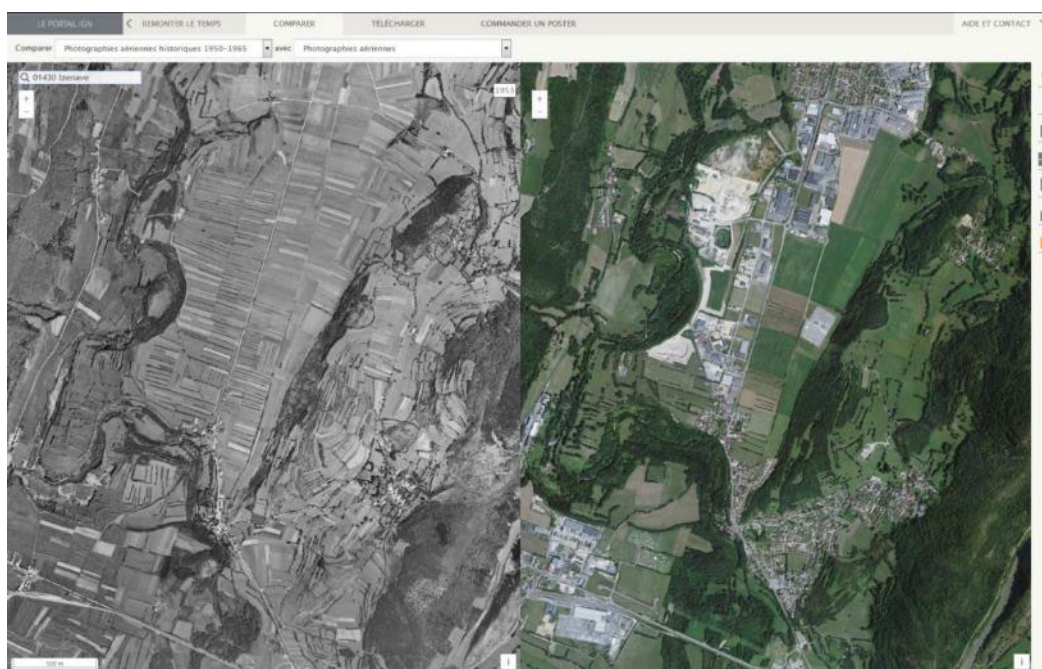 LE PORTAIL IGN REMONTER LE TEMPS COMPARER TÉLÉCHARGER COMMANDER UN POSTER AIDE ET CONTACT
Comparer Photographies aériennes historiques 1950-1965 avec Photographies aériennes
01430 Izenave
1953
500 m
i
i